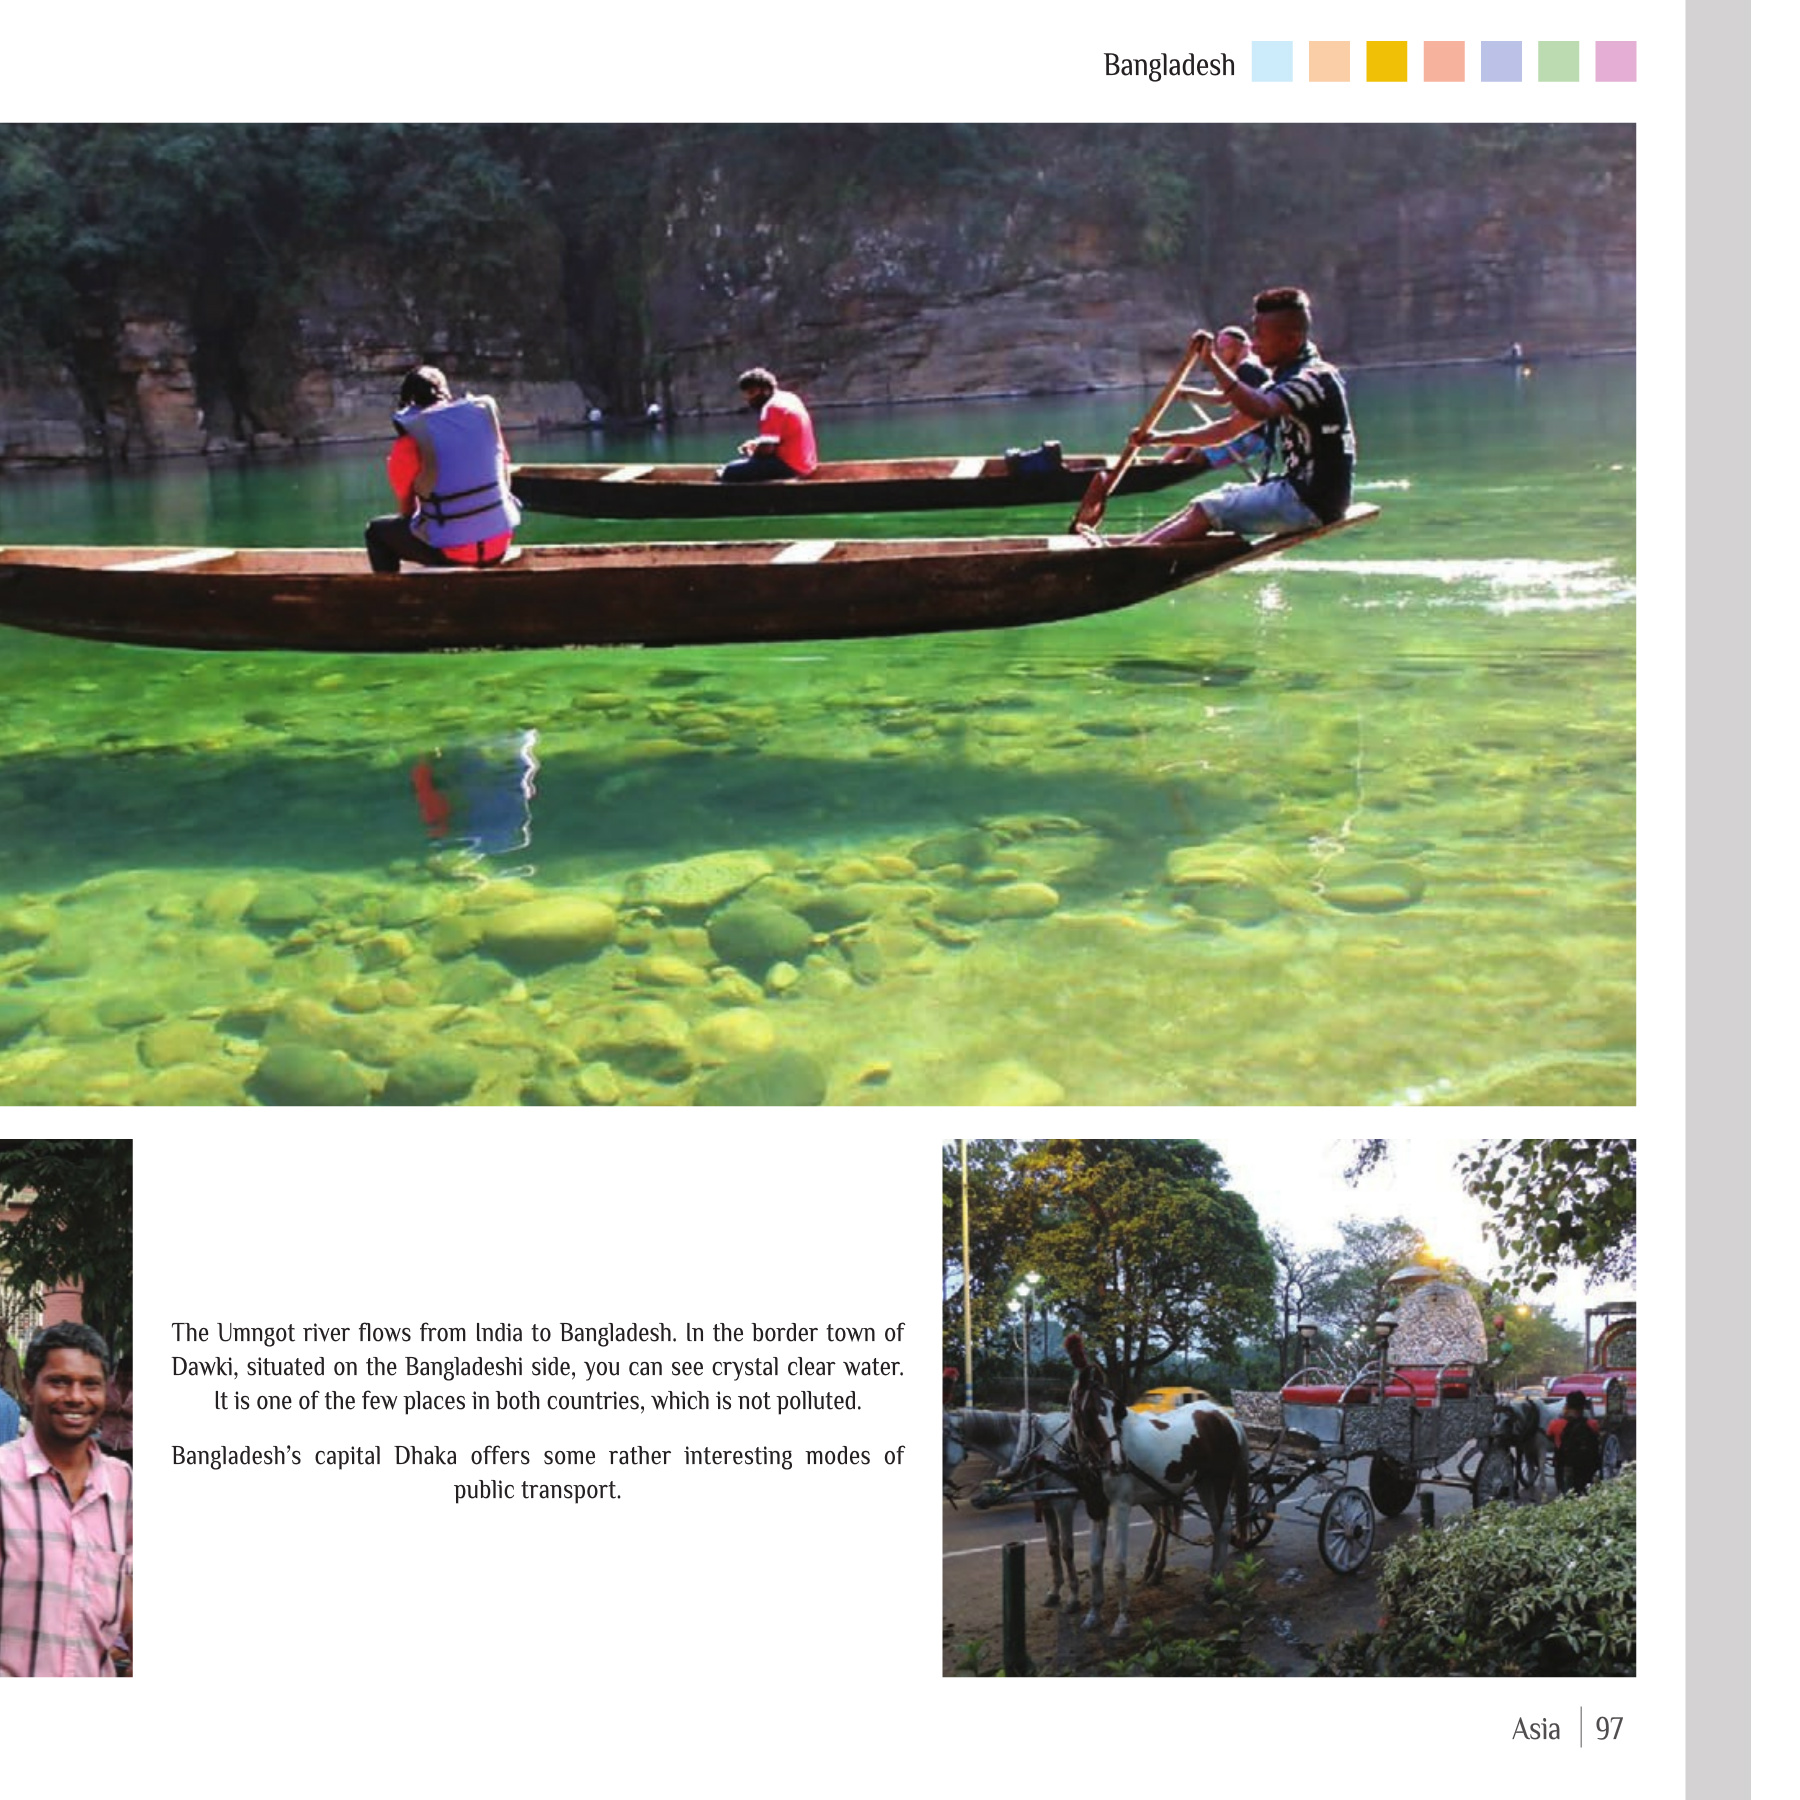 Bangladesh
The Umngot river flows from India to Bangladesh. In the border town of
Dawki, situated on the Bangladeshi side, you can see crystal clear water.
It is one of the few places in both countries, which is not polluted.
Bangladesh’s capital Dhaka offers some rather interesting modes of
public transport.
Asia | 97